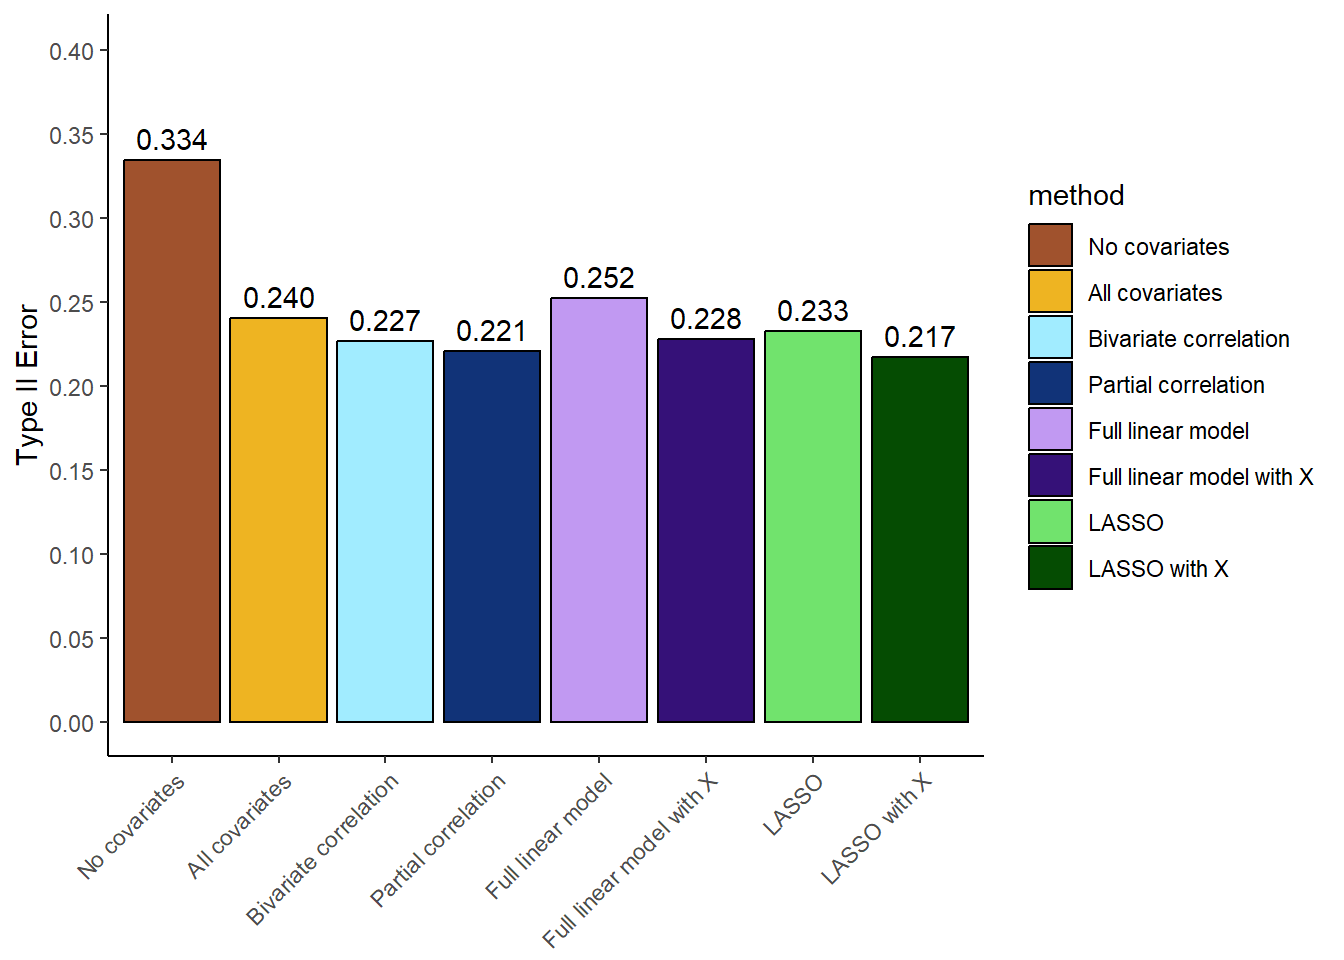 0.40
0.35
0.30
0.25
0.20
0.15
0.10
0.05
0.00
Type II Error
0.334
0.240
0.227
0.221
0.252
0.228
0.233
0.217
No covariates
All covariates
Bivariate correlation
Partial correlation
Full linear model
Full linear model with X
LASSO
LASSO with X
method
No covariates
All covariates
Bivariate correlation
Partial correlation
Full linear model
Full linear model with X
LASSO
LASSO with X